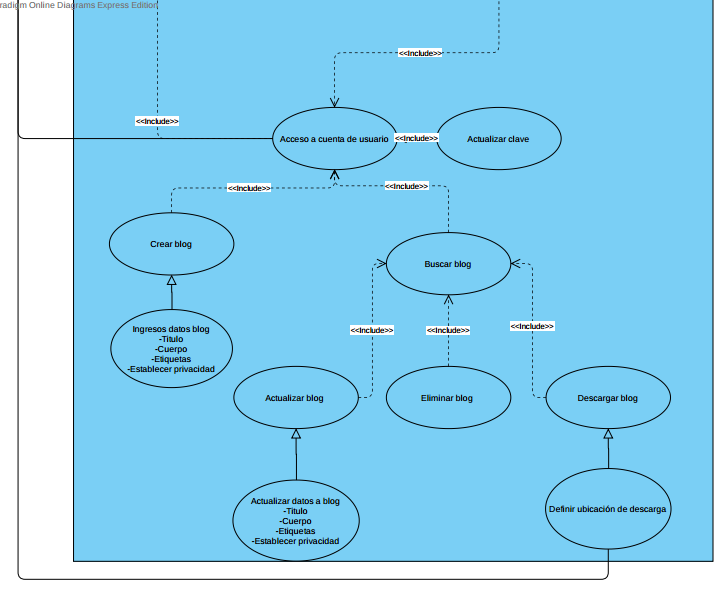 radigm Online Diagrams Express Edition
<<Include>>
<<Include>>
Acceso a cuenta de usuario
<<Include>>
Actualizar clave
<<Include>>
<<Include>>
Crear blog
Buscar blog
Ingresos datos blog
-Titulo
-Cuerpo
-Etiquetas
-Establecer privacidad
<<Include>>
<<Include>>
<<Include>>
Actualizar blog
Eliminar blog
Descargar blog
Actualizar datos a blog
-Titulo
-Cuerpo
-Etiquetas
-Establecer privacidad
Definir ubicación de descarga